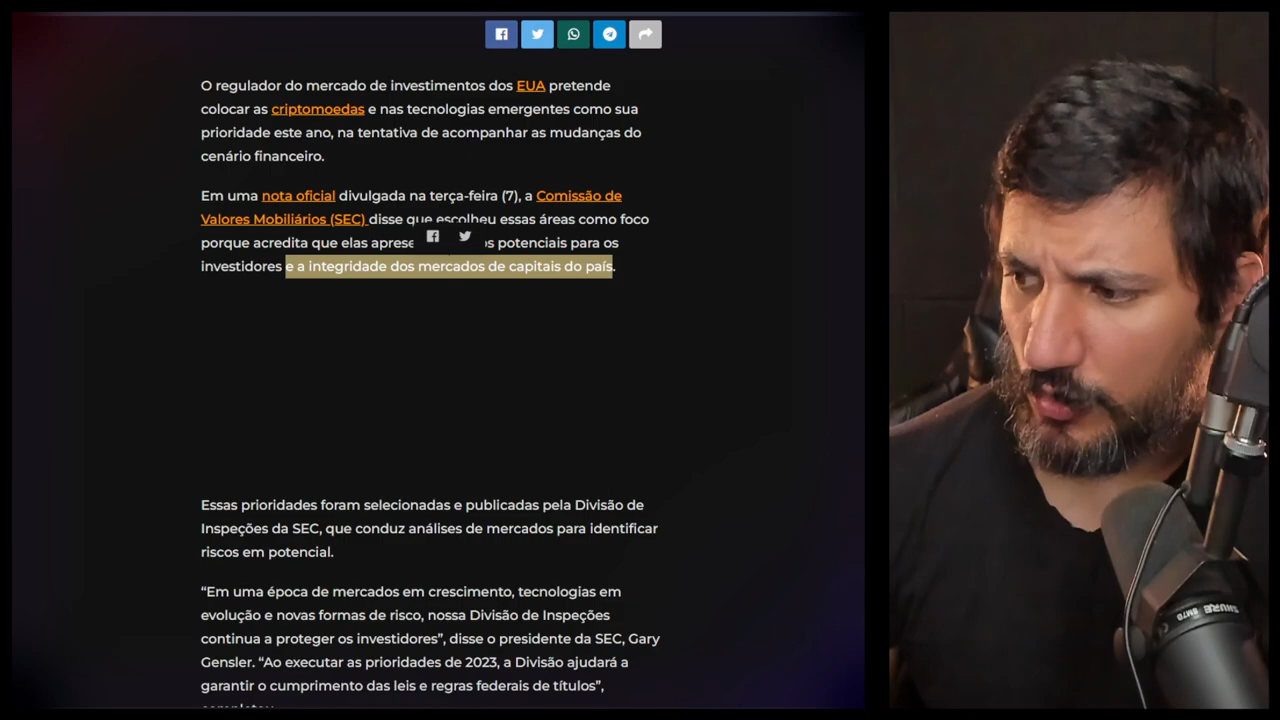 O regulador do mercado de investimentos dos EUA pretende
colocar as criptomoedas e nas tecnologias emergentes como sua
prioridade este ano, na tentativa de acompanhar as mudanças do
cenário financeiro.
Em uma nota oficial divulgada na terça-feira (7), a Comissão de
Valores Mobiliários (SEC) disse que escolheu essas áreas como foco
porque acredita que elas aprese os potenciais para os
investidores e a integridade dos mercados de capitais do país.
Essas prioridades foram selecionadas e publicadas pela Divisão de
Inspeções da SEC, que conduz análises de mercados para identificar
riscos em potencial.
“Em uma época de mercados em crescimento, tecnologias em
evolução e novas formas de risco, nossa Divisão de Inspeções
continua a proteger os investidores”, disse o presidente da SEC, Gary
Gensler. “Ao executar as prioridades de 2023, a Divisão ajudará a
garantir o cumprimento das leis e regras federais de títulos”,
SHURE SM7B